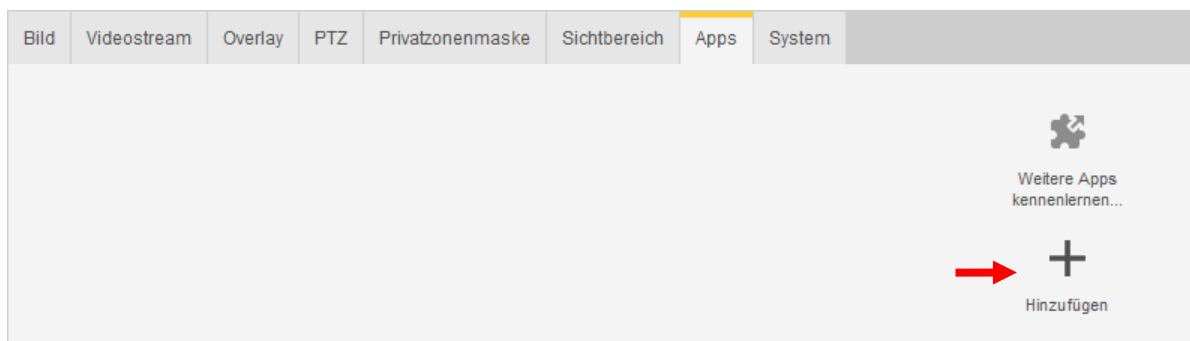 Bild Videostream Overlay PTZ Privatzonenmaske Sichtbereich Apps System
Weitere Apps
kennenlernen...
Hinzufügen